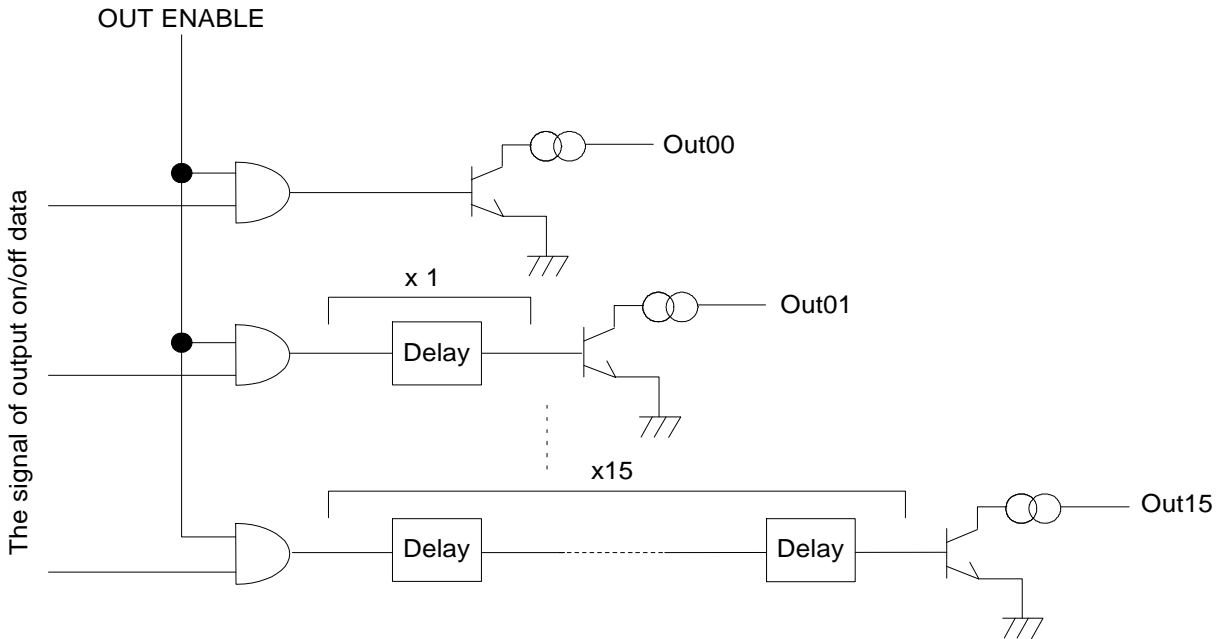 OUT ENABLE
The signal of output on/off data
Out00
x 1
Delay
Out01
x15
Delay
Delay
Out15